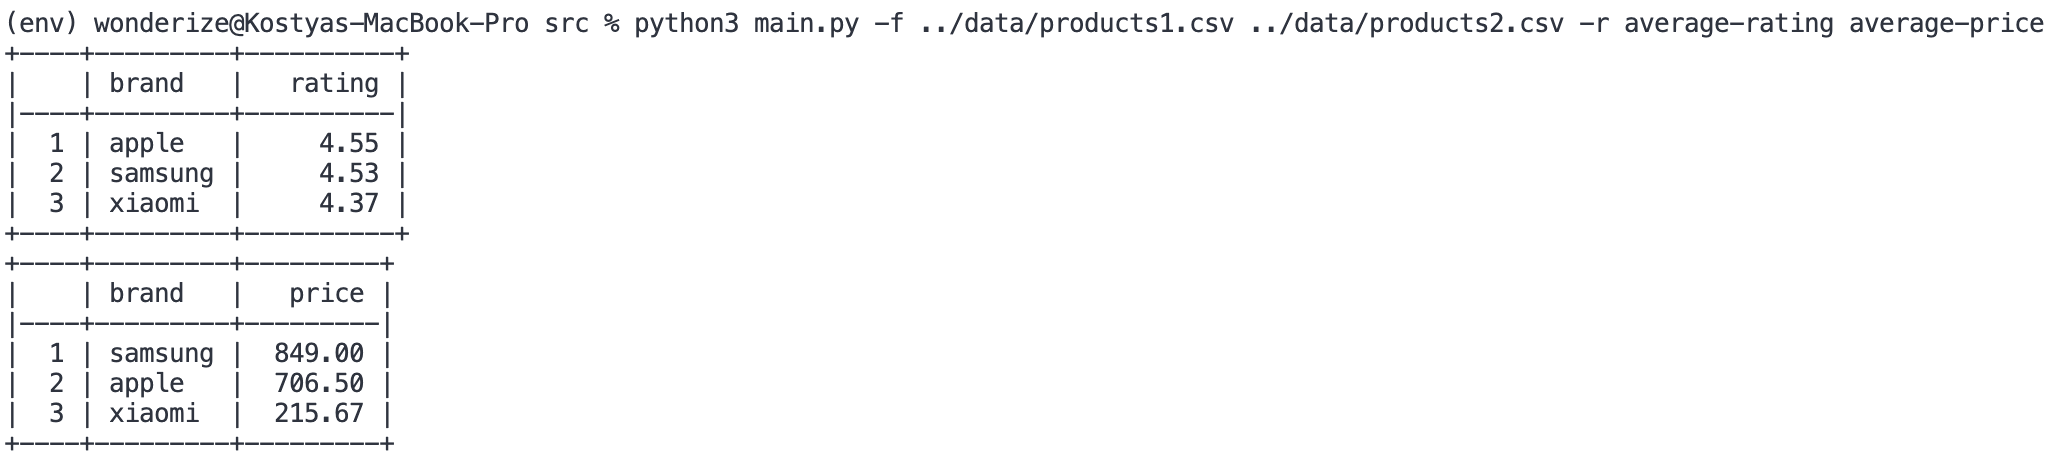 (env) wonderize@Kostyas-MacBook-Pro src % python3 main.py -f ../data/products1.csv ../data/products2.csv -r average-rating average-price
+----+---------+----------+
|    | brand   |   rating |
|----+---------+----------|
|  1 | apple   |     4.55 |
|  2 | samsung |     4.53 |
|  3 | xiaomi  |     4.37 |
+----+---------+----------+
+----+---------+---------+
|    | brand   |   price |
|----+---------+---------|
|  1 | samsung |  849.00 |
|  2 | apple   |  706.50 |
|  3 | xiaomi  |  215.67 |
+----+---------+---------+